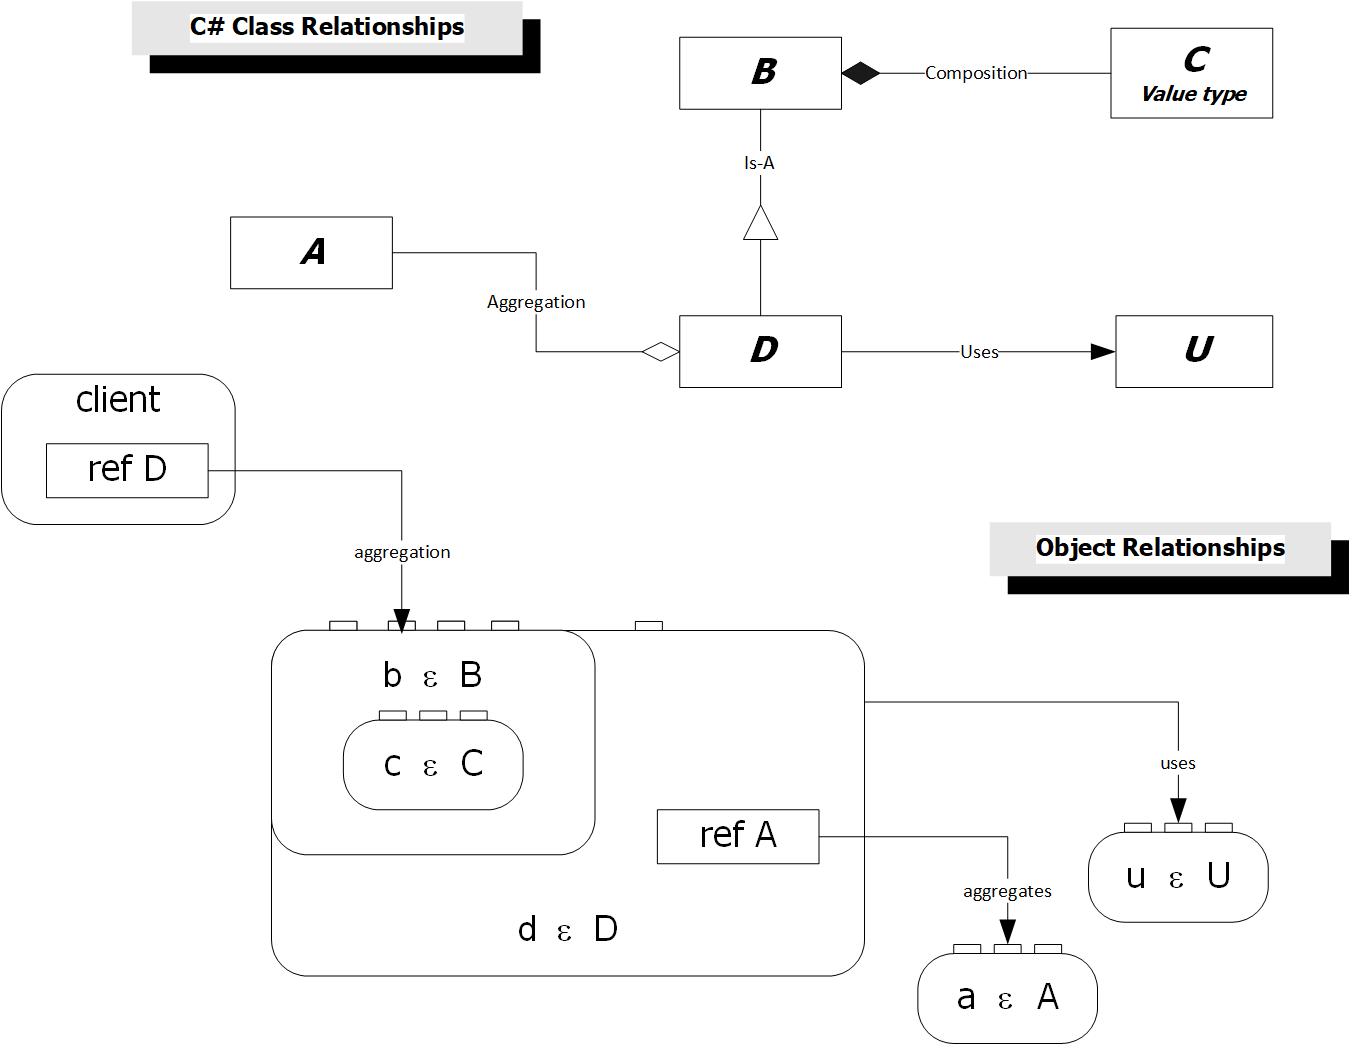 C# Class Relationships
B
Composition
C
Value type
Is-A
A
Aggregation
D
Uses
U
client
ref D
aggregation
Object Relationships
b ε B
c ε C
uses
ref A
u ε U
aggregates
d ε D
a ε A